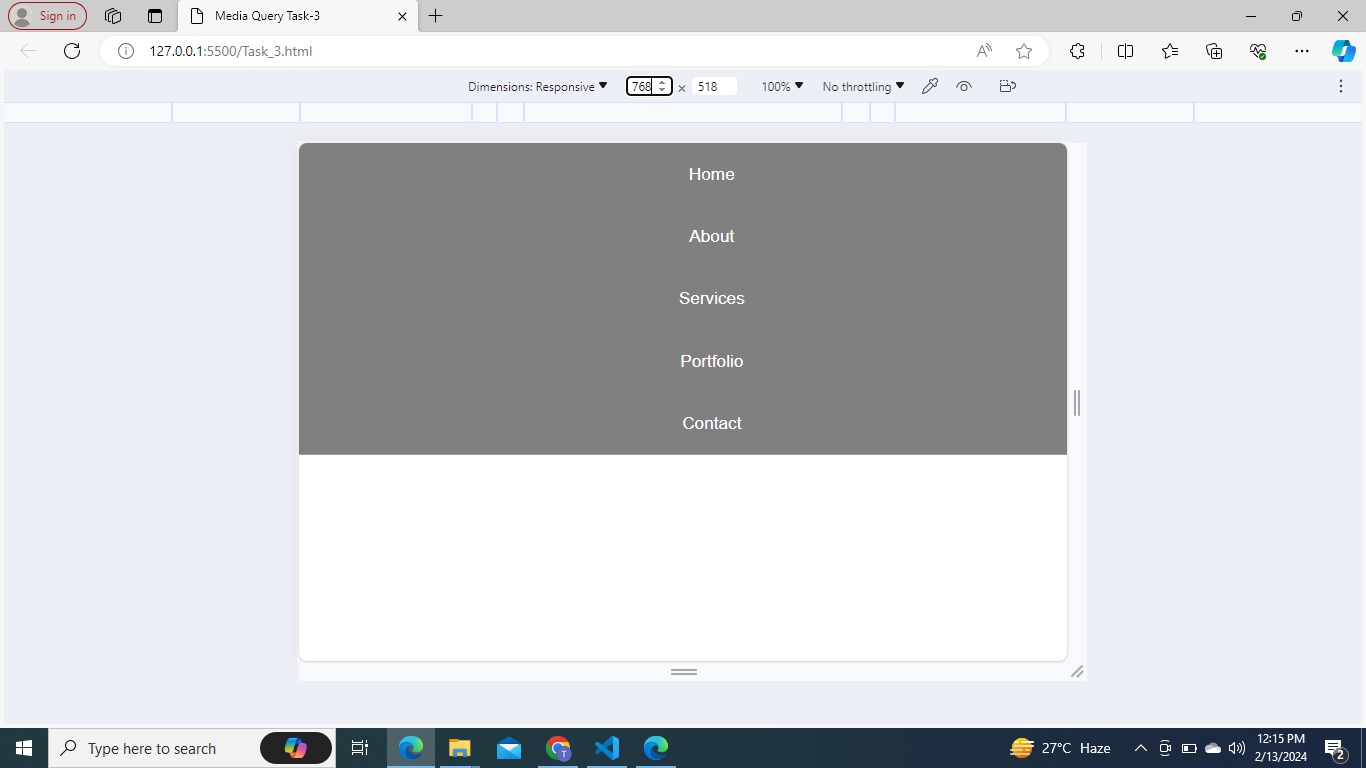 Sign in
Media Query Task-3
127.0.0.1:5500/Task_3.html
Dimensions: Responsive 768 × 518 100% No throttling
Home
About
Services
Portfolio
Contact
Type here to search
27°C Haze
12:15 PM
2/13/2024
2
T